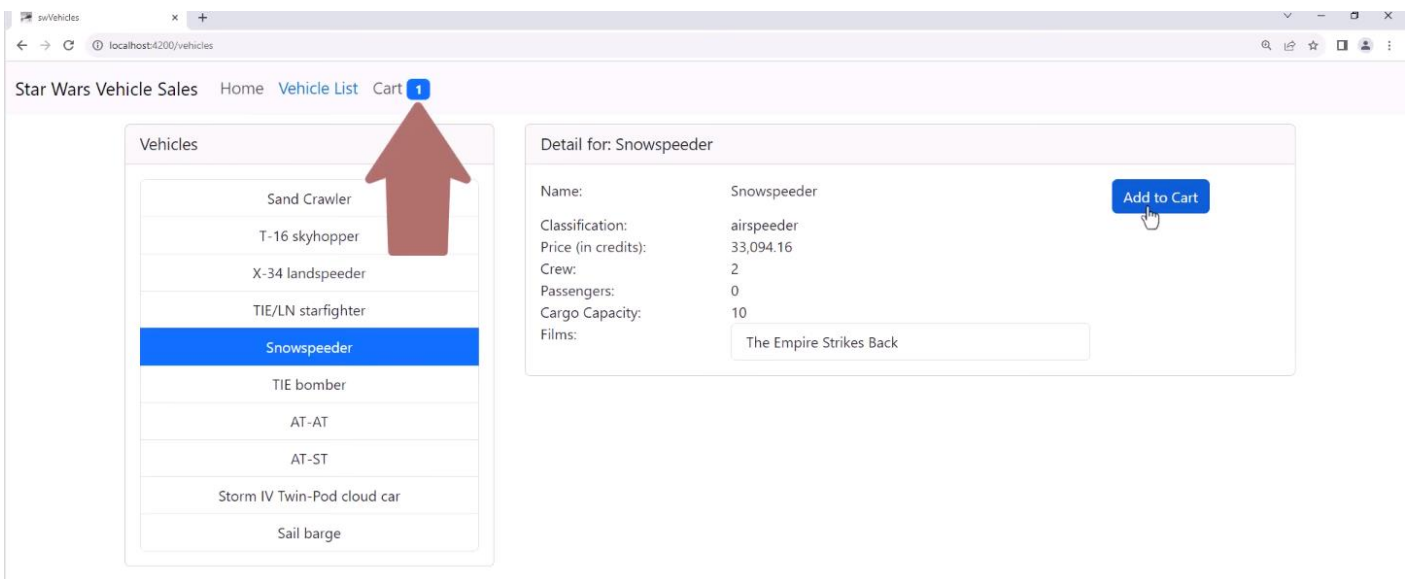 swVehicles
localhost:4200/vehicles
Star Wars Vehicle Sales Home Vehicle List Cart 1
Vehicles
Sand Crawler
T-16 skyhopper
X-34 landspeeder
TIE/LN starfighter
Snowspeeder
TIE bomber
AT-AT
AT-ST
Storm IV Twin-Pod cloud car
Sail barge
Detail for: Snowspeeder
Name: Snowspeeder
Add to Cart
Classification: airspeeder
Price (in credits): 33,094.16
Crew: 2
Passengers: 0
Cargo Capacity: 10
Films: The Empire Strikes Back